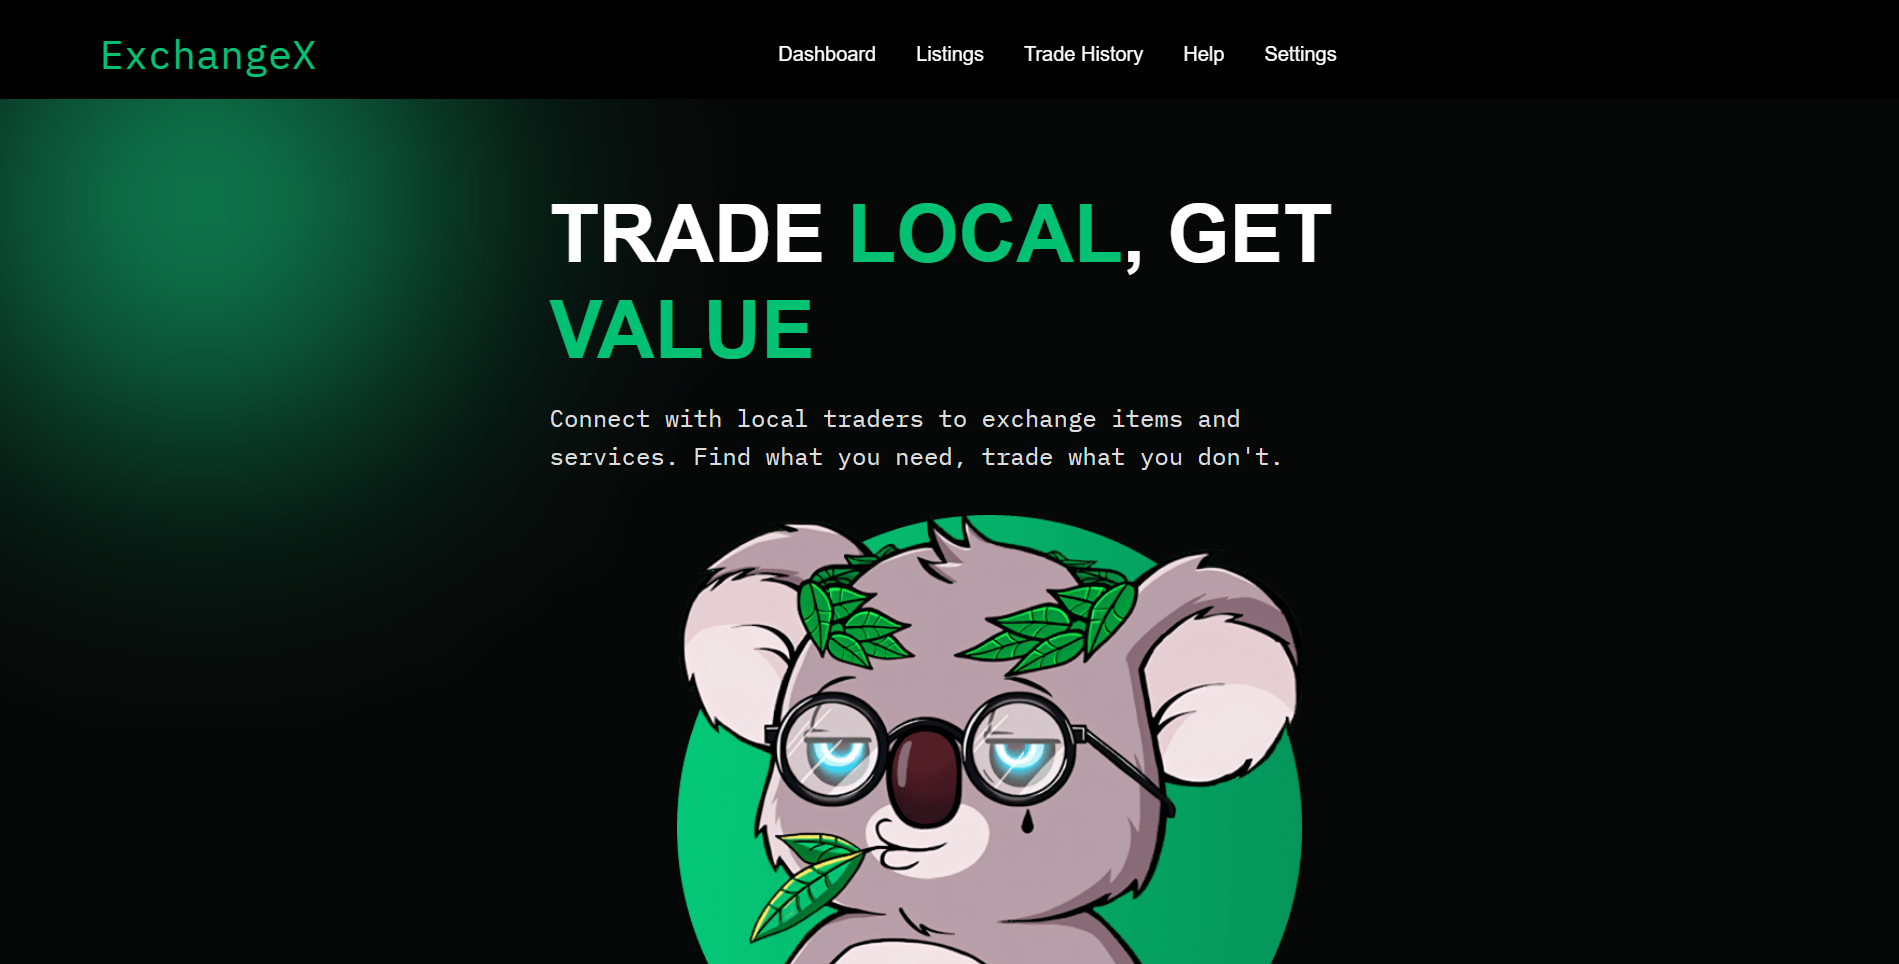 ExchangeX
Dashboard Listings Trade History Help Settings
TRADE LOCAL, GET
VALUE
Connect with local traders to exchange items and
services. Find what you need, trade what you don't.